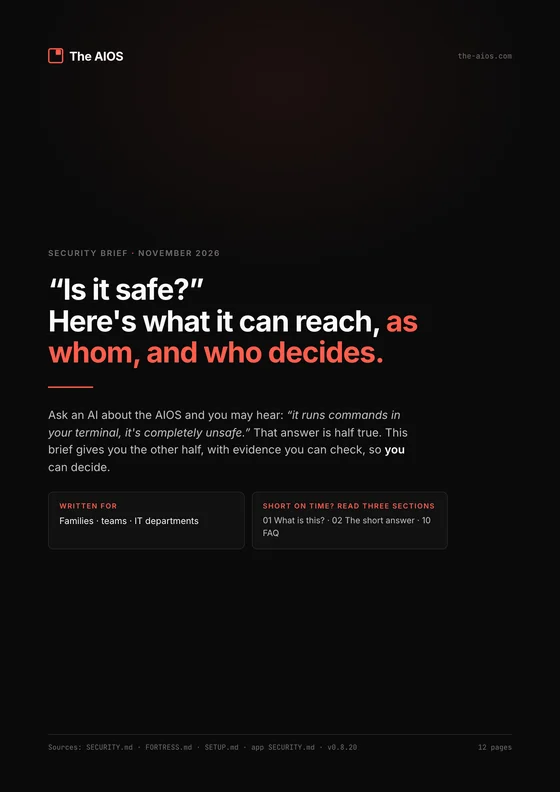 The AIOS
the-aios.com
SECURITY BRIEF · NOVEMBER 2026
“Is it safe?”
Here's what it can reach, as
whom, and who decides.
Ask an AI about the AIOS and you may hear: “it runs commands in
your terminal, it's completely unsafe.” That answer is half true. This
brief gives you the other half, with evidence you can check, so you
can decide.
WRITTEN FOR
Families · teams · IT departments
SHORT ON TIME? READ THREE SECTIONS
01 What is this? · 02 The short answer · 10
FAQ
Sources: SECURITY.md · FORTRESS.md · SETUP.md · app SECURITY.md · v0.8.20
12 pages